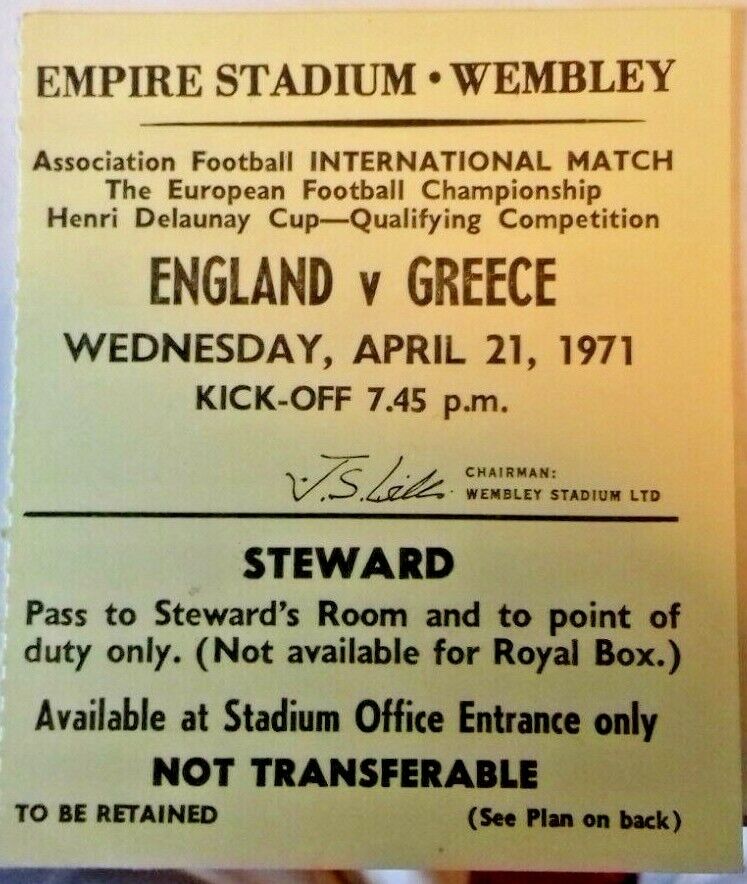 EMPIRE STADIUM • WEMBLEY
Association Football INTERNATIONAL MATCH
The European Football Championship
Henri Delaunay Cup—Qualifying Competition
ENGLAND v GREECE
WEDNESDAY, APRIL 21, 1971
KICK-OFF 7.45 p.m.
J.S.
CHAIRMAN:
WEMBLEY STADIUM LTD
STEWARD
Pass to Steward's Room and to point of
duty only. (Not available for Royal Box.)
Available at Stadium Office Entrance only
NOT TRANSFERABLE
TO BE RETAINED (See Plan on back)